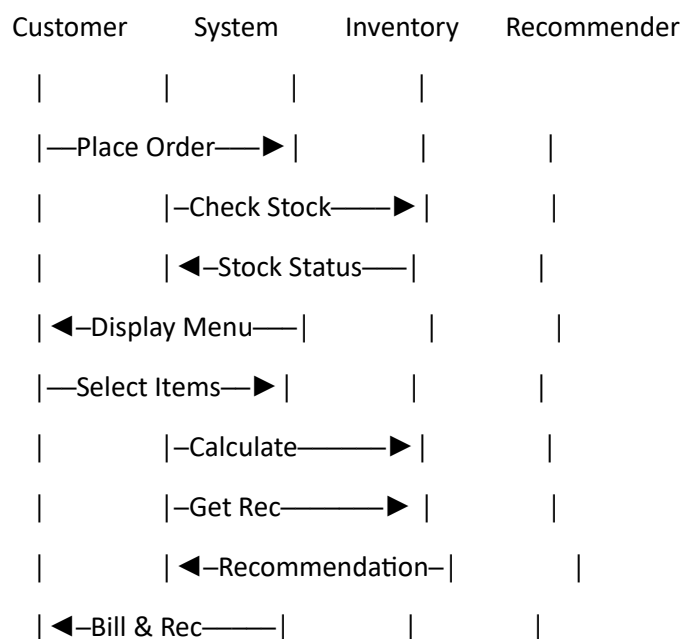 Customer System Inventory Recommender
| | | |
|──Place Order───►| | |
| |─Check Stock────►| |
| |◄─Stock Status───| |
|◄─Display Menu───| | |
|──Select Items──►| | |
| |─Calculate──────►| |
| |─Get Rec───────► | |
| |◄─Recommendation─| |
|◄─Bill & Rec─────| | |